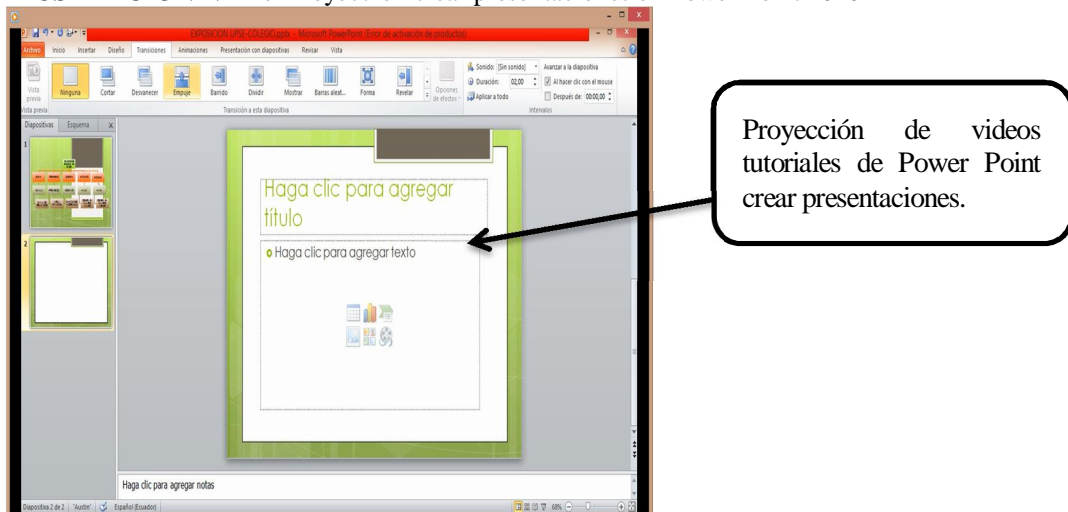 EXPOSICION UPSE-COLEGIO.pptx - Microsoft PowerPoint (Error de activación de productos)
Archivo Inicio Insertar Diseño Transiciones Animaciones Presentación con diapositivas Revisar Vista
Vista previa
Ninguna Cortar Desvanecer Empuje Barrido Dividir Mostrar Barras aleat... Forma Revelar
Opciones de efectos
Sonido: [Sin sonido]
Duración: 02,00
Aplicar a todo
Avanzar a la diapositiva
Al hacer clic con el mouse
Después de: 00:00,00
Vista previa Transición a esta diapositiva Intervalos
Diapositivas Esquema X
1
2
Haga clic para agregar
título
Haga clic para agregar texto
Haga clic para agregar notas
Diapositiva 2 de 2 "Austin" Español (Ecuador) 68%
Proyección de videos
tutoriales de Power Point
crear presentaciones.